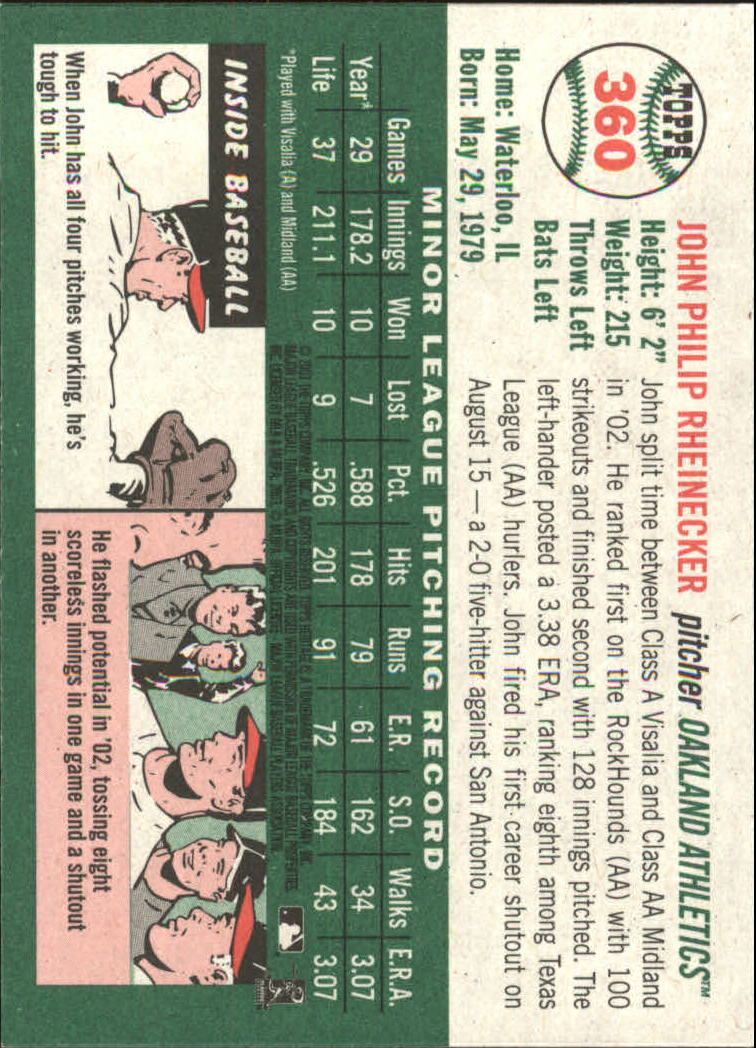 TOPPS
360
JOHN PHILIP RHEINECKER pitcher OAKLAND ATHLETICS™
Height: 6' 2"
Weight: 215
Throws Left
Bats Left
Home: Waterloo, IL
Born: May 29, 1979
John split time between Class A Visalia and Class AA Midland
in '02. He ranked first on the RockHounds (AA) with 100
strikeouts and finished second with 128 innings pitched. The
left-hander posted a 3.38 ERA, ranking eighth among Texas
League (AA) hurlers. John fired his first career shutout on
August 15 — a 2-0 five-hitter against San Antonio.
MINOR LEAGUE PITCHING RECORD
Games Innings Won Lost Pct. Hits Runs E.R. S.O. Walks E.R.A.
Year* 29 178.2 10 7 .588 178 79 61 162 34 3.07
Life 37 211.1 10 9 .526 201 91 72 184 43 3.07
*Played with Visalia (A) and Midland (AA)
INSIDE BASEBALL
When John has all four pitches working, he's
tough to hit.
He flashed potential in '02, tossing eight
scoreless innings in one game and a shutout
in another.